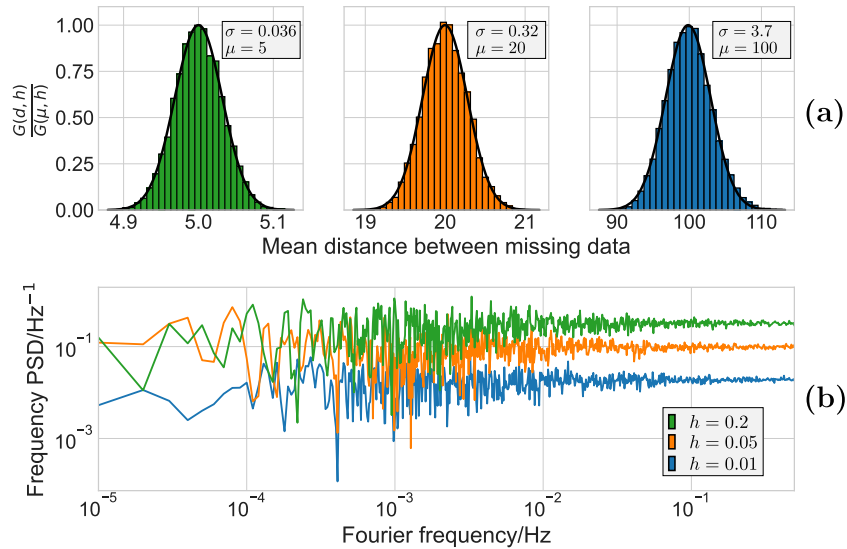 σ = 0.036
μ = 5
σ = 0.32
μ = 20
σ = 3.7
μ = 100
G(d, h)
G(μ, h)
1.00
0.75
0.50
0.25
0.00
4.9 5.0 5.1
19 20 21
90 100 110
Mean distance between missing data
(a)
Frequency PSD/Hz⁻¹
10⁻¹
10⁻³
h = 0.2
h = 0.05
h = 0.01
(b)
10⁻⁵ 10⁻⁴ 10⁻³ 10⁻² 10⁻¹
Fourier frequency/Hz